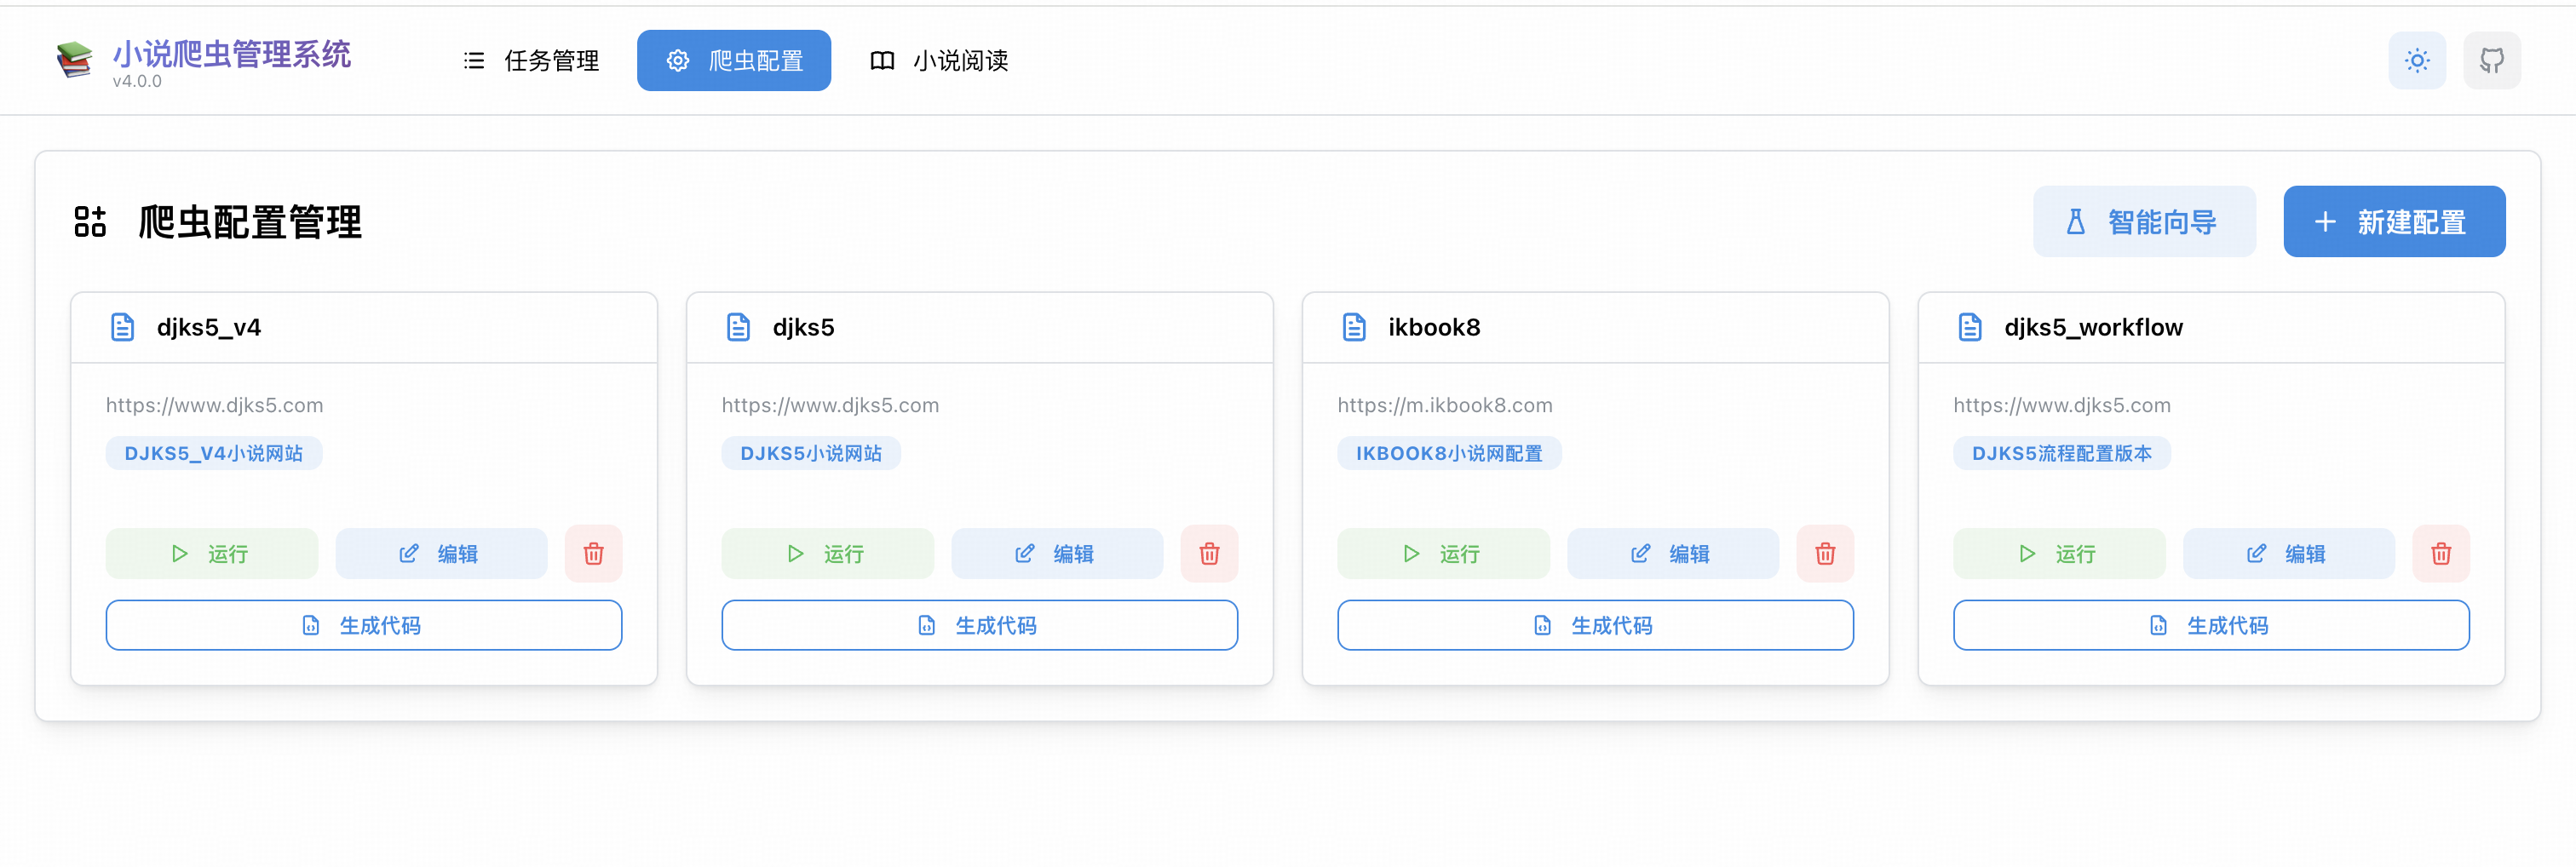 小说爬虫管理系统
v4.0.0
任务管理
爬虫配置
小说阅读
爬虫配置管理
智能向导
新建配置
djks5_v4
https://www.djks5.com
DJKS5_V4小说网站
运行
编辑
生成代码
djks5
https://www.djks5.com
DJKS5小说网站
运行
编辑
生成代码
ikbook8
https://m.ikbook8.com
IKBOOK8小说网配置
运行
编辑
生成代码
djks5_workflow
https://www.djks5.com
DJKS5流程配置版本
运行
编辑
生成代码